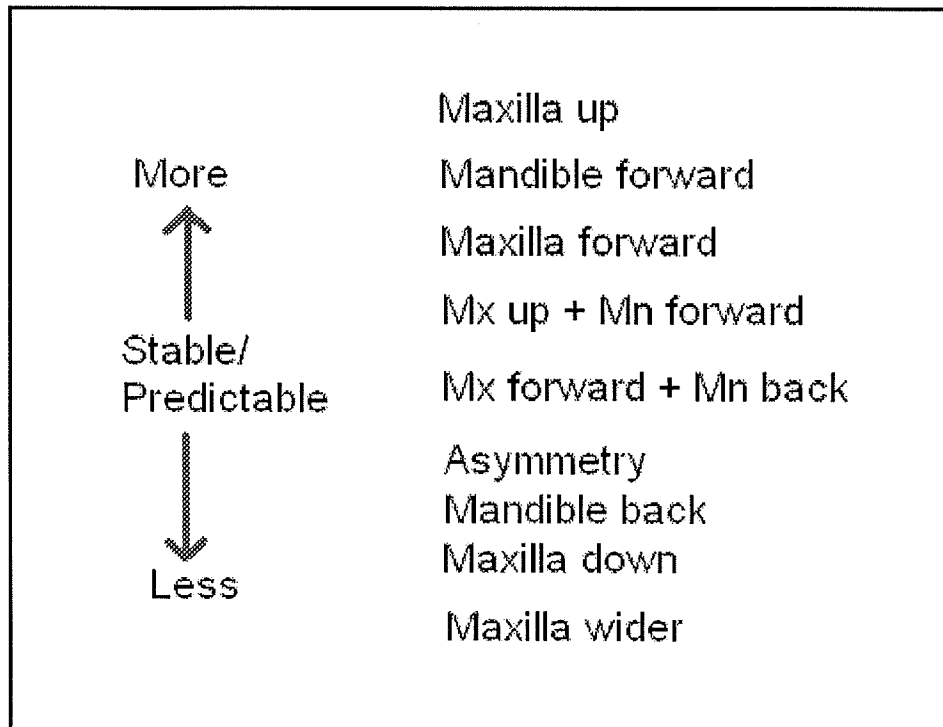 More
Stable/
Predictable
Less
Maxilla up
Mandible forward
Maxilla forward
Mx up + Mn forward
Mx forward + Mn back
Asymmetry
Mandible back
Maxilla down
Maxilla wider